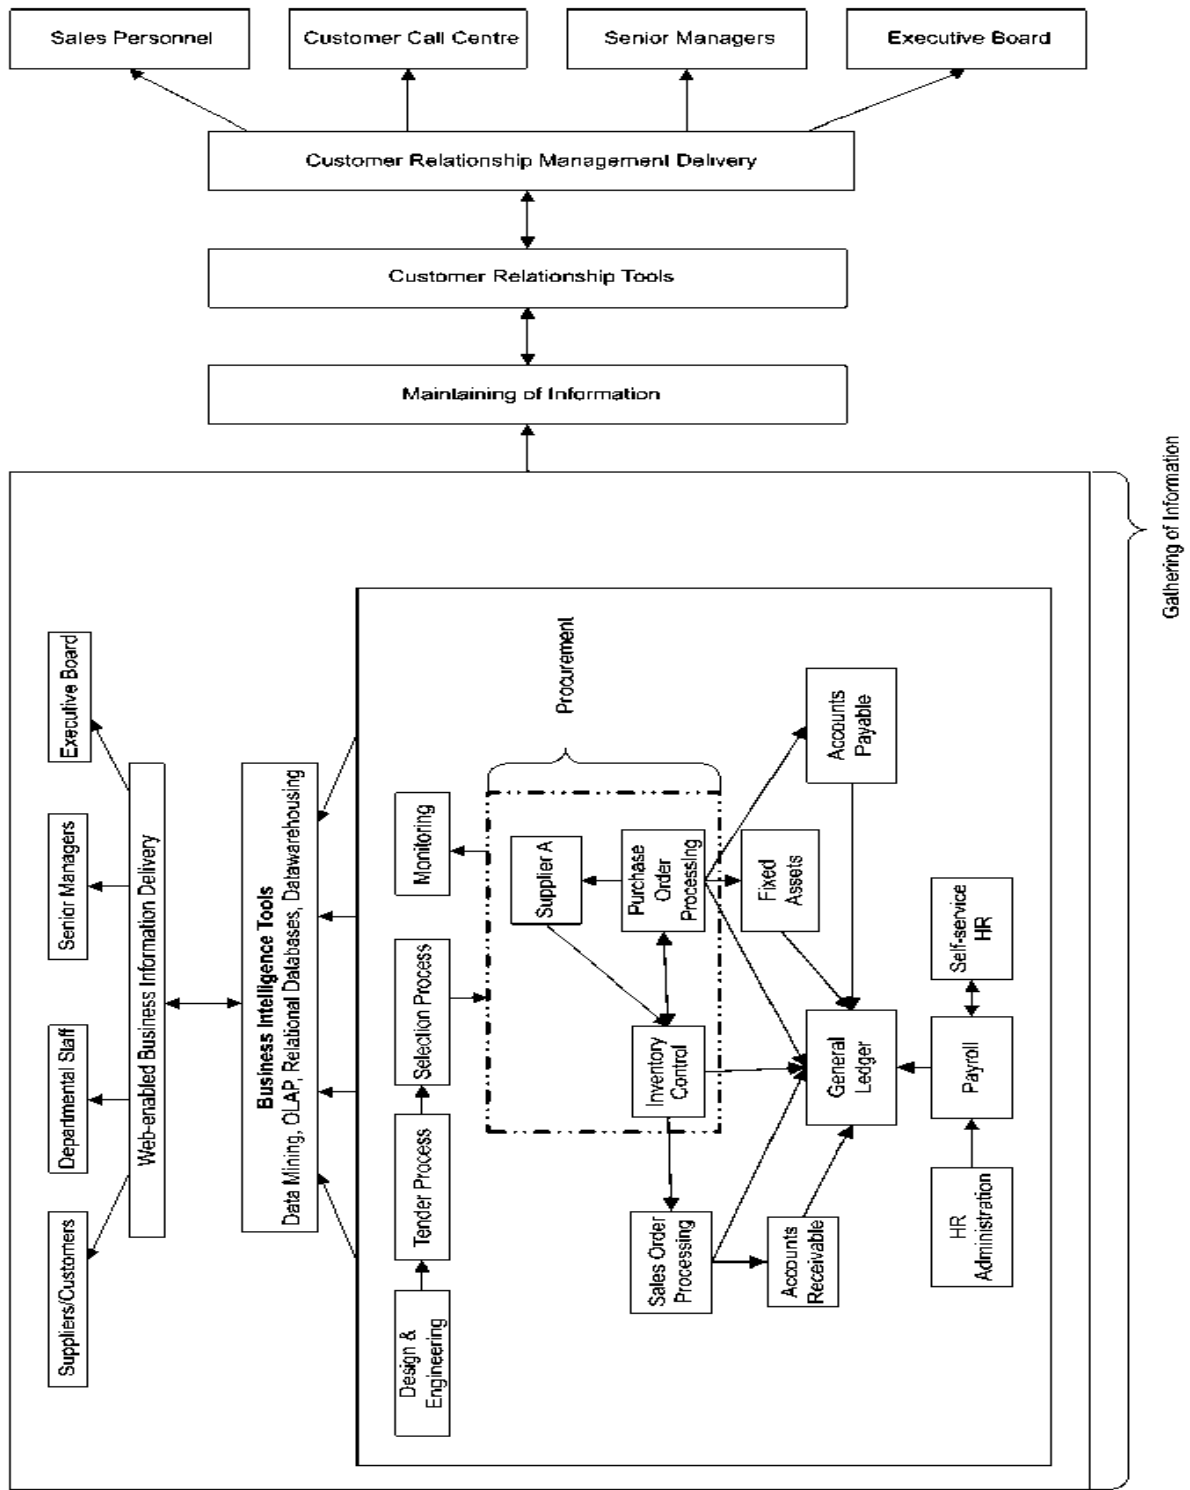 Sales Personnel
Customer Call Centre
Senior Managers
Executive Board
Customer Relationship Management Delivery
Customer Relationship Tools
Maintaining of Information
Gathering of Information
Suppliers/Customers
Departmental Staff
Senior Managers
Executive Board
Web-enabled Business Information Delivery
Business Intelligence Tools
Data Mining, OLAP, Relational Databases, Datawarehousing
Design &
Engineering
Tender Process
Selection Process
Monitoring
Procurement
Supplier A
Purchase
Order
Processing
Inventory
Control
Sales Order
Processing
Fixed
Assets
Accounts
Payable
Accounts
Receivable
General
Ledger
HR
Administration
Payroll
Self-service
HR